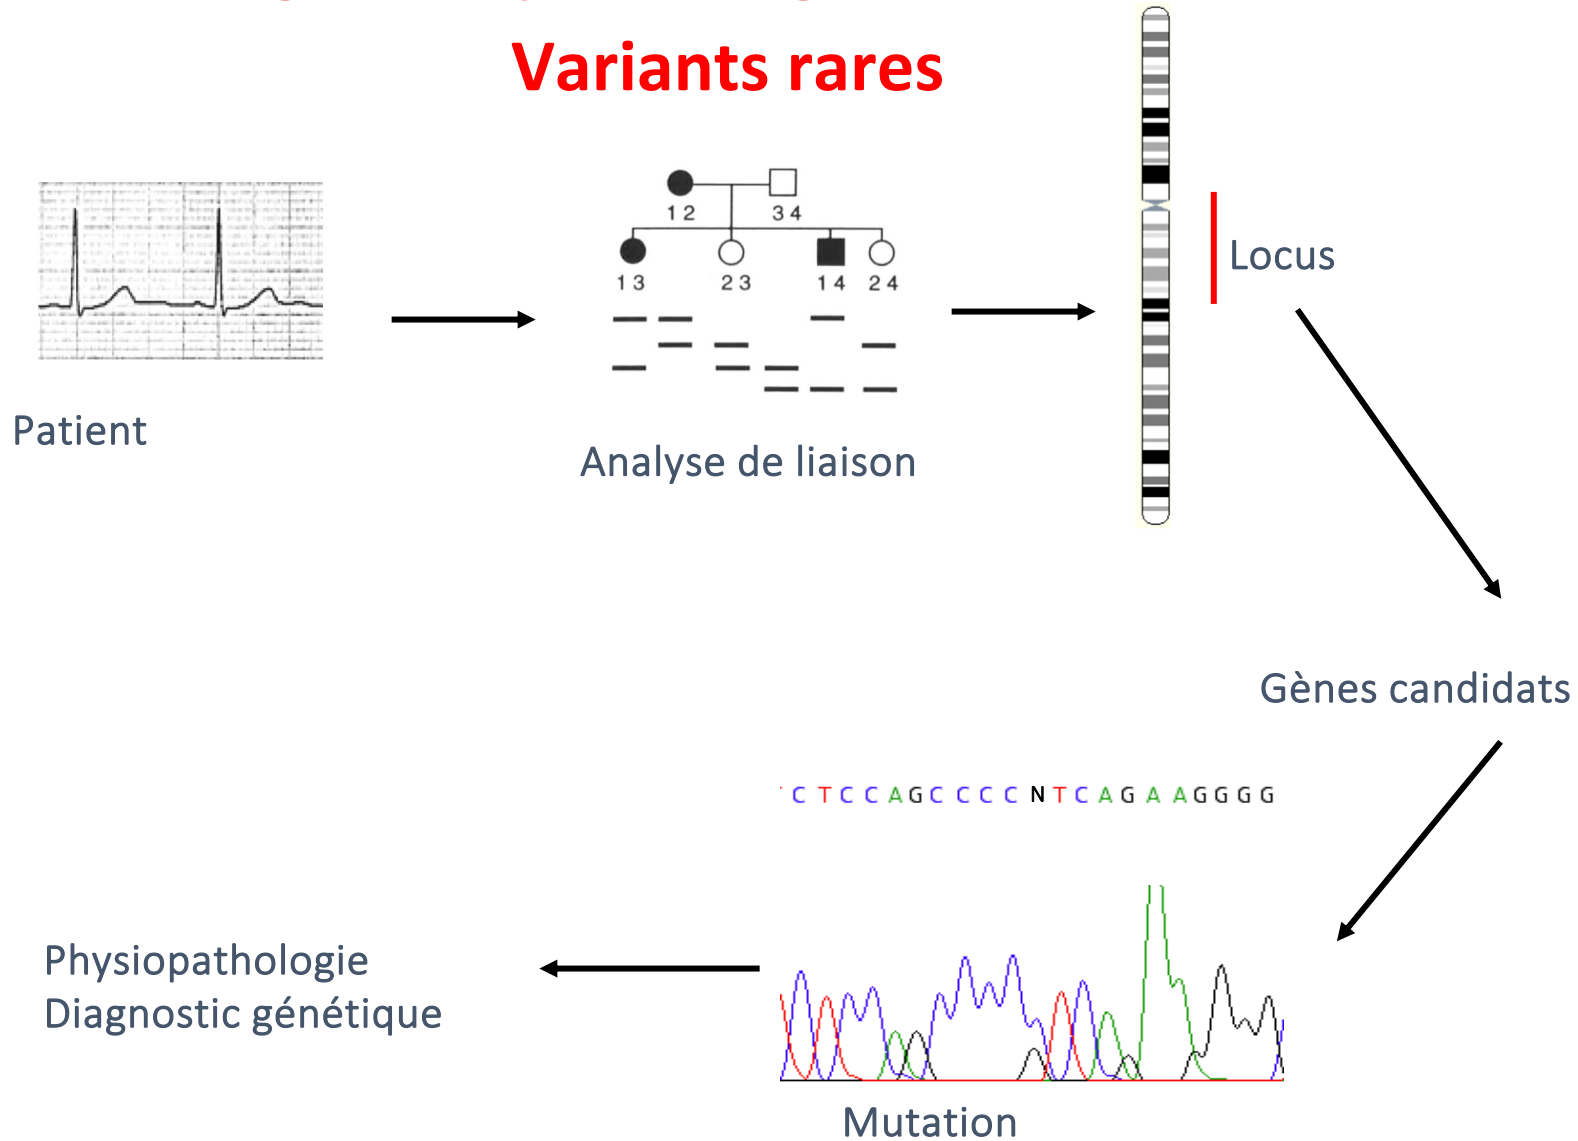 Variants rares
1 2
3 4
1 3
2 3
1 4
2 4
Locus
Patient
Analyse de liaison
Gènes candidats
C T C C A G C C C C N T C A G A A G G G G
Physiopathologie
Diagnostic génétique
Mutation